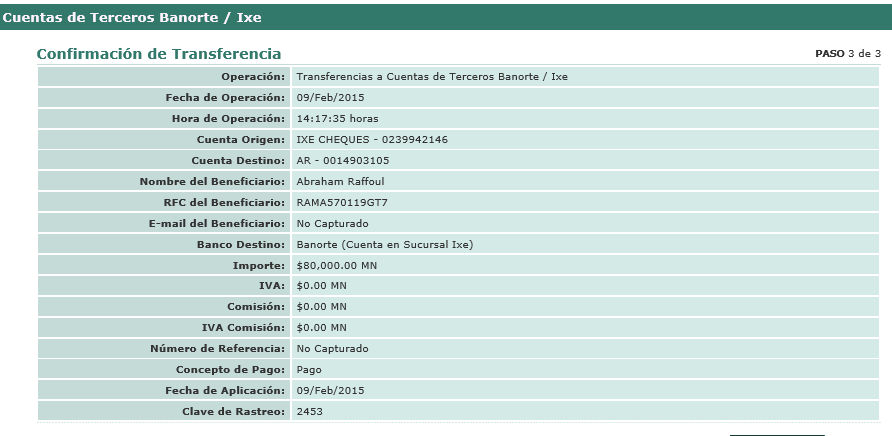 Cuentas de Terceros Banorte / Ixe
Confirmación de Transferencia PASO 3 de 3
Operación: Transferencias a Cuentas de Terceros Banorte / Ixe
Fecha de Operación: 09/Feb/2015
Hora de Operación: 14:17:35 horas
Cuenta Origen: IXE CHEQUES - 0239942146
Cuenta Destino: AR - 0014903105
Nombre del Beneficiario: Abraham Raffoul
RFC del Beneficiario: RAMA570119GT7
E-mail del Beneficiario: No Capturado
Banco Destino: Banorte (Cuenta en Sucursal Ixe)
Importe: $80,000.00 MN
IVA: $0.00 MN
Comisión: $0.00 MN
IVA Comisión: $0.00 MN
Número de Referencia: No Capturado
Concepto de Pago: Pago
Fecha de Aplicación: 09/Feb/2015
Clave de Rastreo: 2453